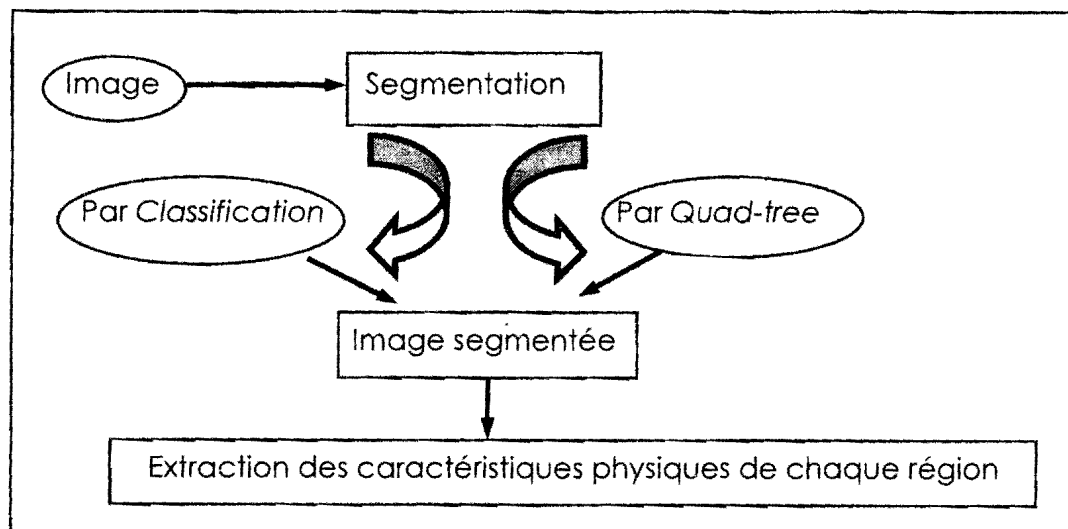 Image
Segmentation
Par Classification
Par Quad-tree
Image segmentée
Extraction des caractéristiques physiques de chaque région